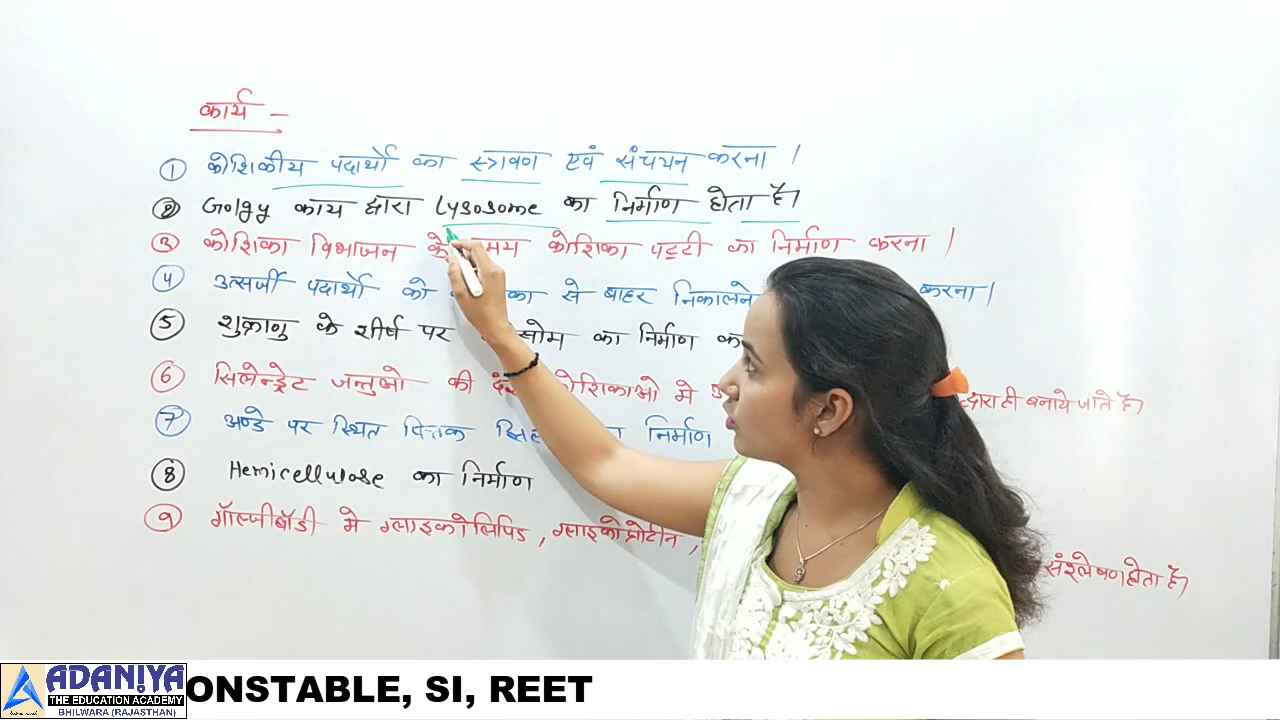 कार्य -
① कोशिकीय पदार्थो का स्त्रावण एवं संचयन करना ।
② Golgy काय द्वारा Lysosome का निर्माण होता है।
③ कोशिका विभाजन के समय कोशिका पट्टी का निर्माण करना ।
④ उत्सर्जी पदार्थो को से बाहर निकालने करना।
⑤ शुक्राणु के शीर्ष पर का निर्माण
⑥ सिलेन्ट्रेट जन्तुओ की कोशिकाओ मे द्वारा ही बनाये जाते है।
⑦ अण्डे पर स्थित निर्माण
⑧ Hemicellulose का निर्माण
⑨ गॉल्जीबॉडी मे ग्लाइकोलिपिड, ग्लाइकोप्रोटीन, संश्लेषण होता है।
ADANIYA
THE EDUCATION ACADEMY
BHILWARA (RAJASTHAN)
ONSTABLE, SI, REET